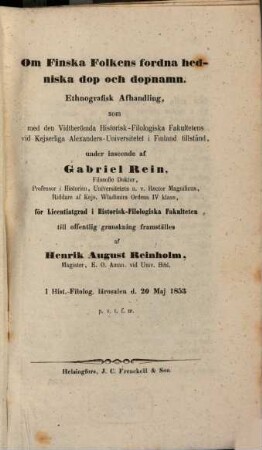 Om Finska Folkens fordna hed-
niska dop och dopnamn.
Ethnografisk Afhandling,
som
med den Vidtberömda Historisk-Filologiska Fakultetens
vid Kejserliga Alexanders-Universitetet i Finland tillstånd,
under inseende af
Gabriel Rein,
Filosofie Doktor,
Professor i Historien, Universitetets n. v. Rector Magnificus,
Riddare af Kejs. Wladimirs Ordens IV klass,
för Licentiatgrad i Historisk-Filologiska Fakulteten,
till offentlig granskning framställes
af
Henrik August Reinholm,
Magister, E. O. Aman. vid Univ. Bibl.
I Hist.-Filolog. lärosalen d. 20 Maj 1853
p. v. t. f. m.
Helsingfors, J. C. Frenckell & Son.